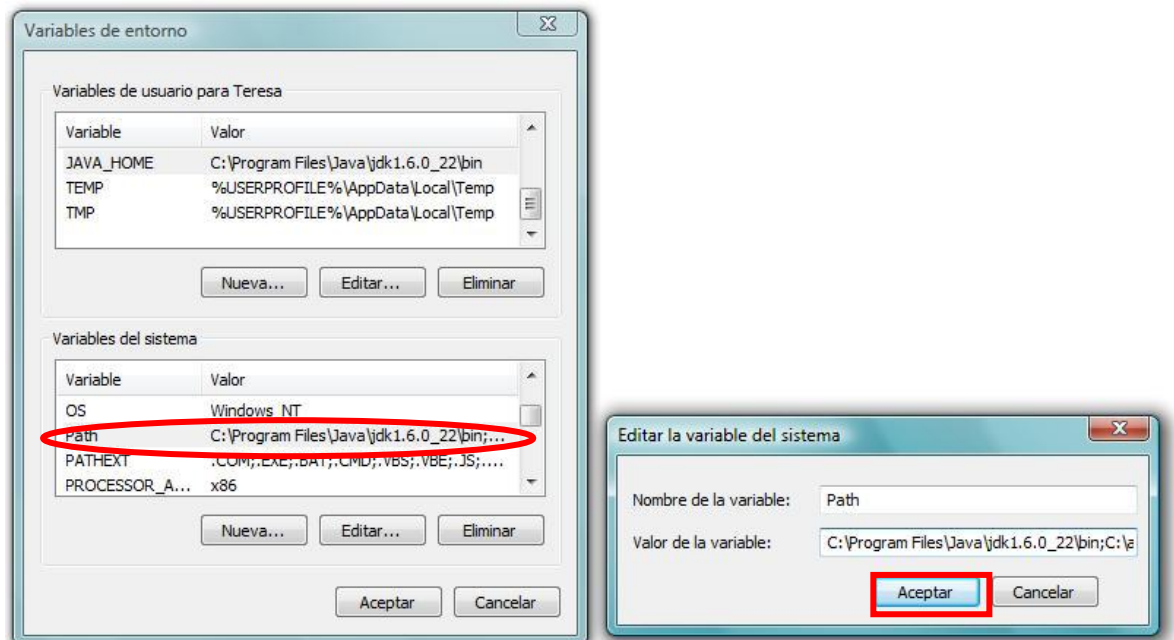 Variables de entorno
Variables de usuario para Teresa
Variable Valor
JAVA_HOME C:\Program Files\Java\jdk1.6.0_22\bin
TEMP %USERPROFILE%\AppData\Local\Temp
TMP %USERPROFILE%\AppData\Local\Temp
Nueva... Editar... Eliminar
Variables del sistema
Variable Valor
OS Windows_NT
Path C:\Program Files\Java\jdk1.6.0_22\bin;...
PATHEXT .COM;.EXE;.BAT;.CMD;.VBS;.VBE;.JS;....
PROCESSOR_A... x86
Nueva... Editar... Eliminar
Aceptar Cancelar
Editar la variable del sistema
Nombre de la variable: Path
Valor de la variable: C:\Program Files\Java\jdk1.6.0_22\bin;C:\a
Aceptar Cancelar